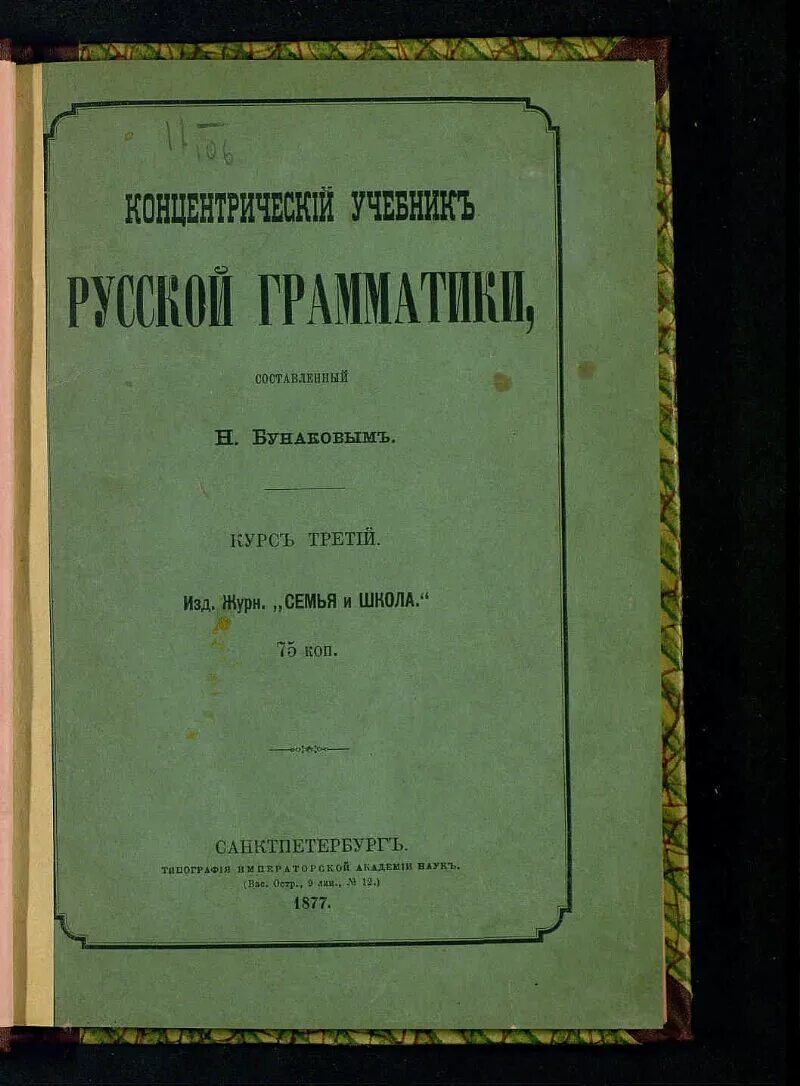 11
106
КОНЦЕНТРИЧЕСКІЙ УЧЕБНИКЪ
РУССКОЙ ГРАММАТИКИ,
СОСТАВЛЕННЫЙ
Н. БУНАКОВЫМЪ.
КУРСЪ ТРЕТІЙ.
Изд. Журн. „СЕМЬЯ и ШКОЛА.“
75 КОП.
САНКТПЕТЕРБУРГЪ.
ТИПОГРАФІЯ ИМПЕРАТОРСКОЙ АКАДЕМІИ НАУКЪ.
(Вас. Остр., 9 лин., № 12.)
1877.